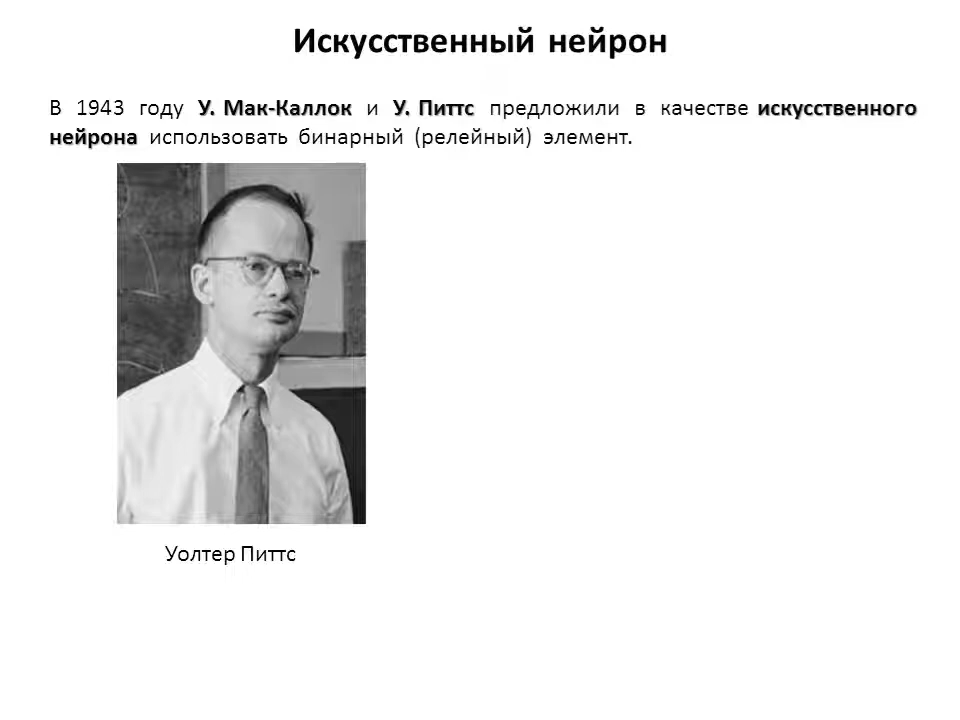 Искусственный нейрон
В 1943 году У. Мак-Каллок и У. Питтс предложили в качестве искусственного
нейрона использовать бинарный (релейный) элемент.
Уолтер Питтс